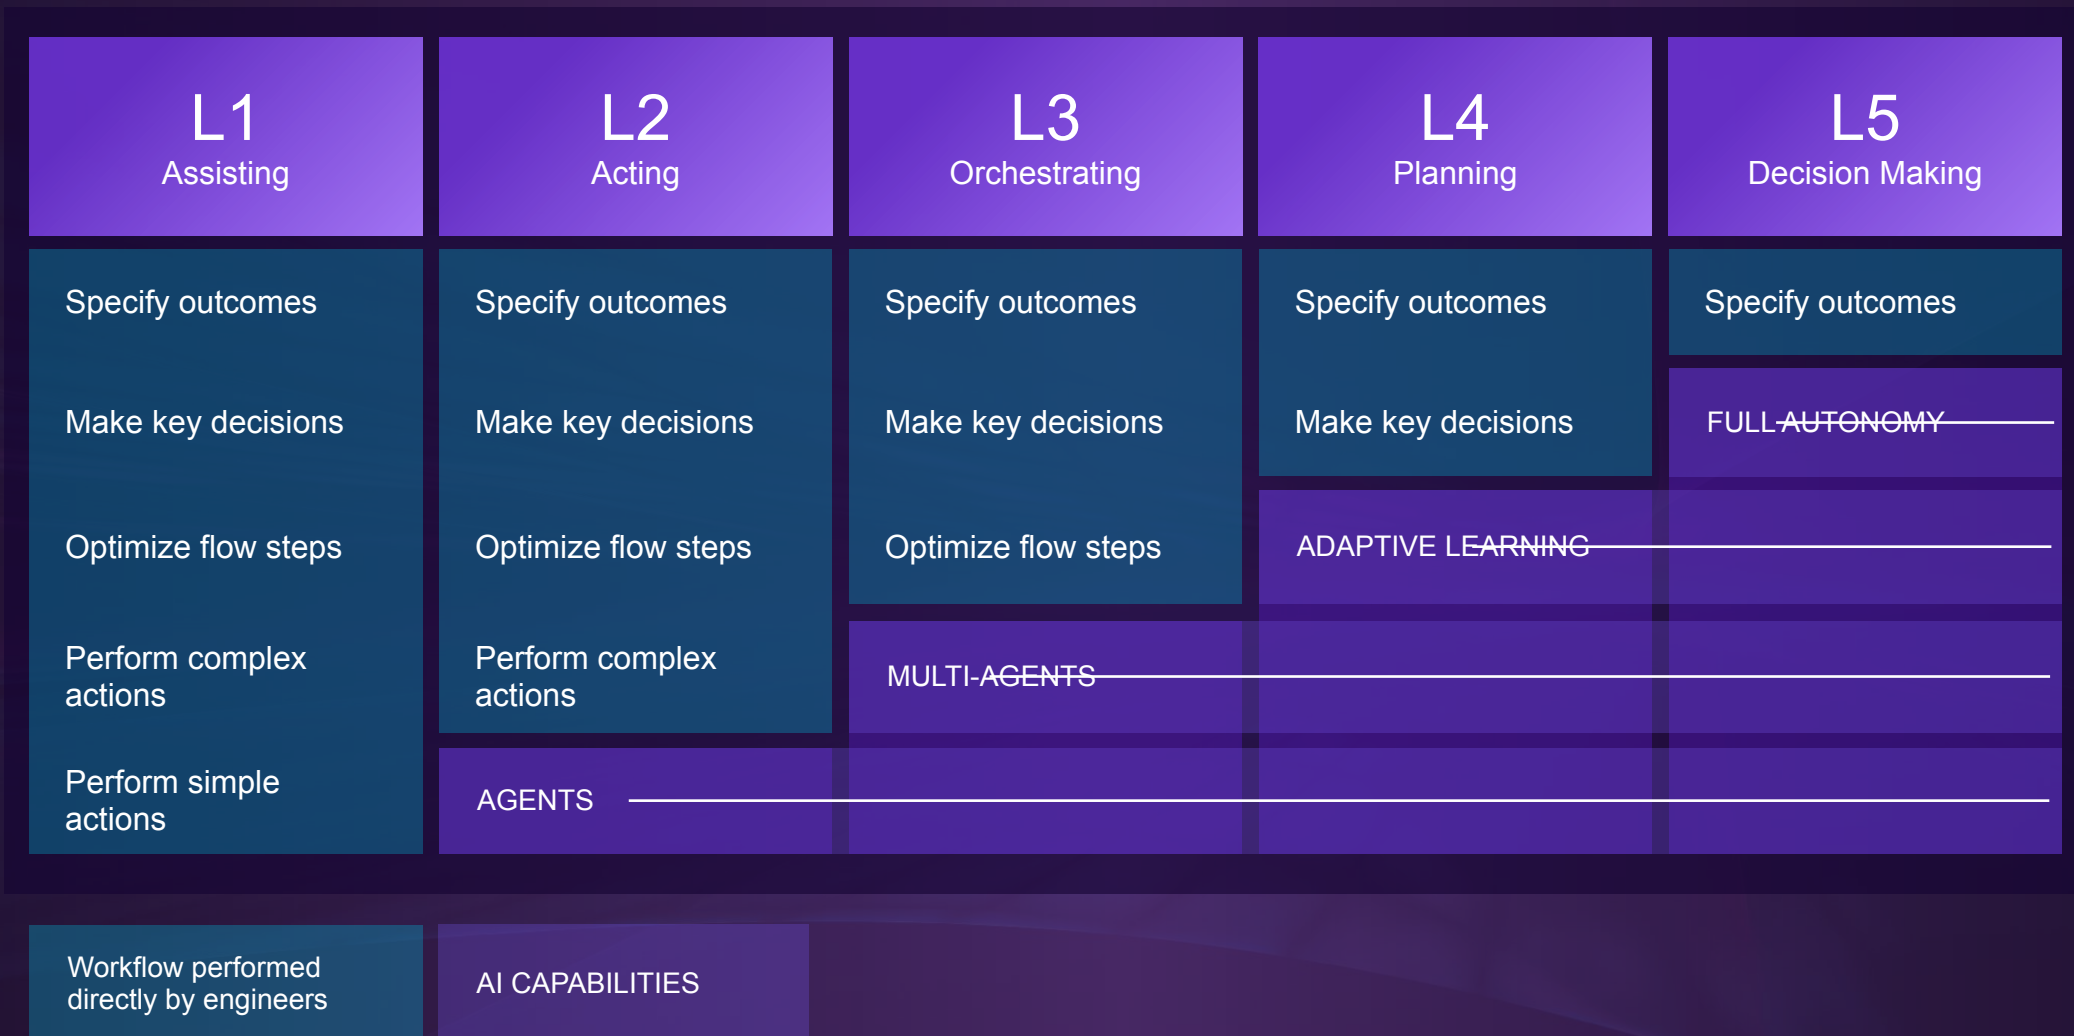 L1
Assisting
L2
Acting
L3
Orchestrating
L4
Planning
L5
Decision Making
Specify outcomes
Specify outcomes
Specify outcomes
Specify outcomes
Specify outcomes
Make key decisions
Make key decisions
Make key decisions
Make key decisions
FULL AUTONOMY
Optimize flow steps
Optimize flow steps
Optimize flow steps
ADAPTIVE LEARNING
Perform complex
actions
Perform complex
actions
MULTI-AGENTS
Perform simple
actions
AGENTS
Workflow performed
directly by engineers
AI CAPABILITIES